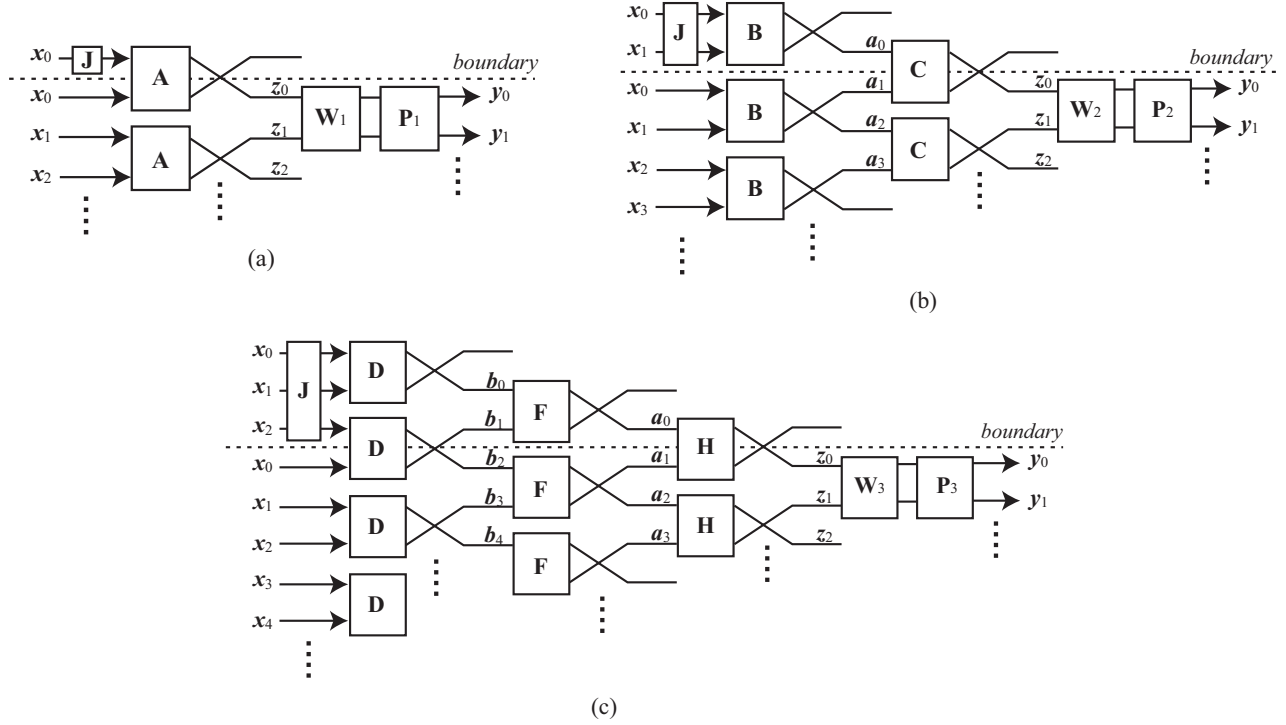 x0 J A boundary
x0 z0 W1 P1 y0
x1 A z1 y1
x2 z2
(a)
x0 J B
x1 a0 C boundary
x0 B a1 z0 W2 P2 y0
x1 a2 C z1 y1
x2 B a3 z2
x3
(b)
x0 J D
x1 b0 F
x2 D b1 a0 H boundary
x0 b2 F a1 z0 W3 P3 y0
x1 D b3 a2 H z1 y1
x2 b4 F a3 z2
x3 D
x4
(c)